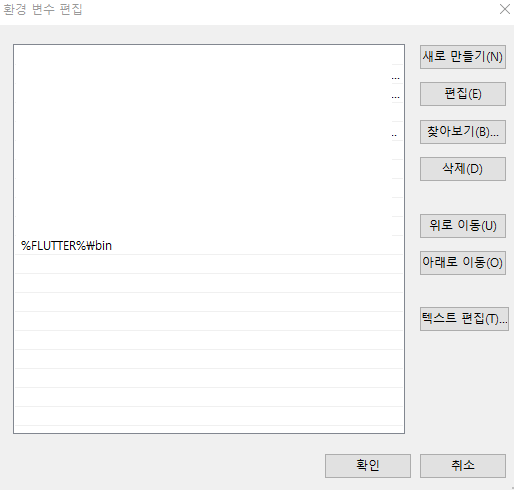 환경 변수 편집
새로 만들기(N)
...
편집(E)
...
찾아보기(B)...
..
삭제(D)
위로 이동(U)
%FLUTTER%₩bin
아래로 이동(O)
텍스트 편집(T)...
확인
취소